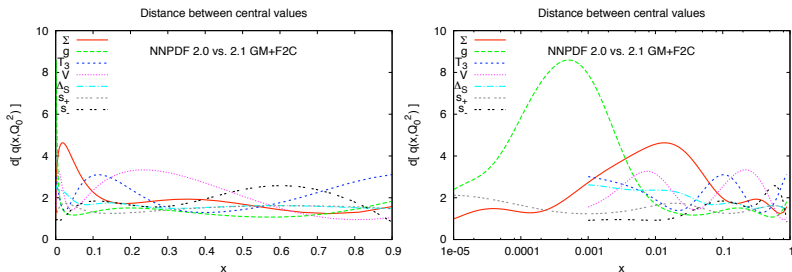 Distance between central values
NNPDF 2.0 vs. 2.1 GM+F2C
Σ
g
T3
V
ΔS
s+
s-
d[ q(x,Q0²) ]
10
8
6
4
2
0
0 0.1 0.2 0.3 0.4 0.5 0.6 0.7 0.8 0.9
x
Distance between central values
NNPDF 2.0 vs. 2.1 GM+F2C
Σ
g
T3
V
ΔS
s+
s-
d[ q(x,Q0²) ]
10
8
6
4
2
0
1e-05 0.0001 0.001 0.01 0.1 1
x